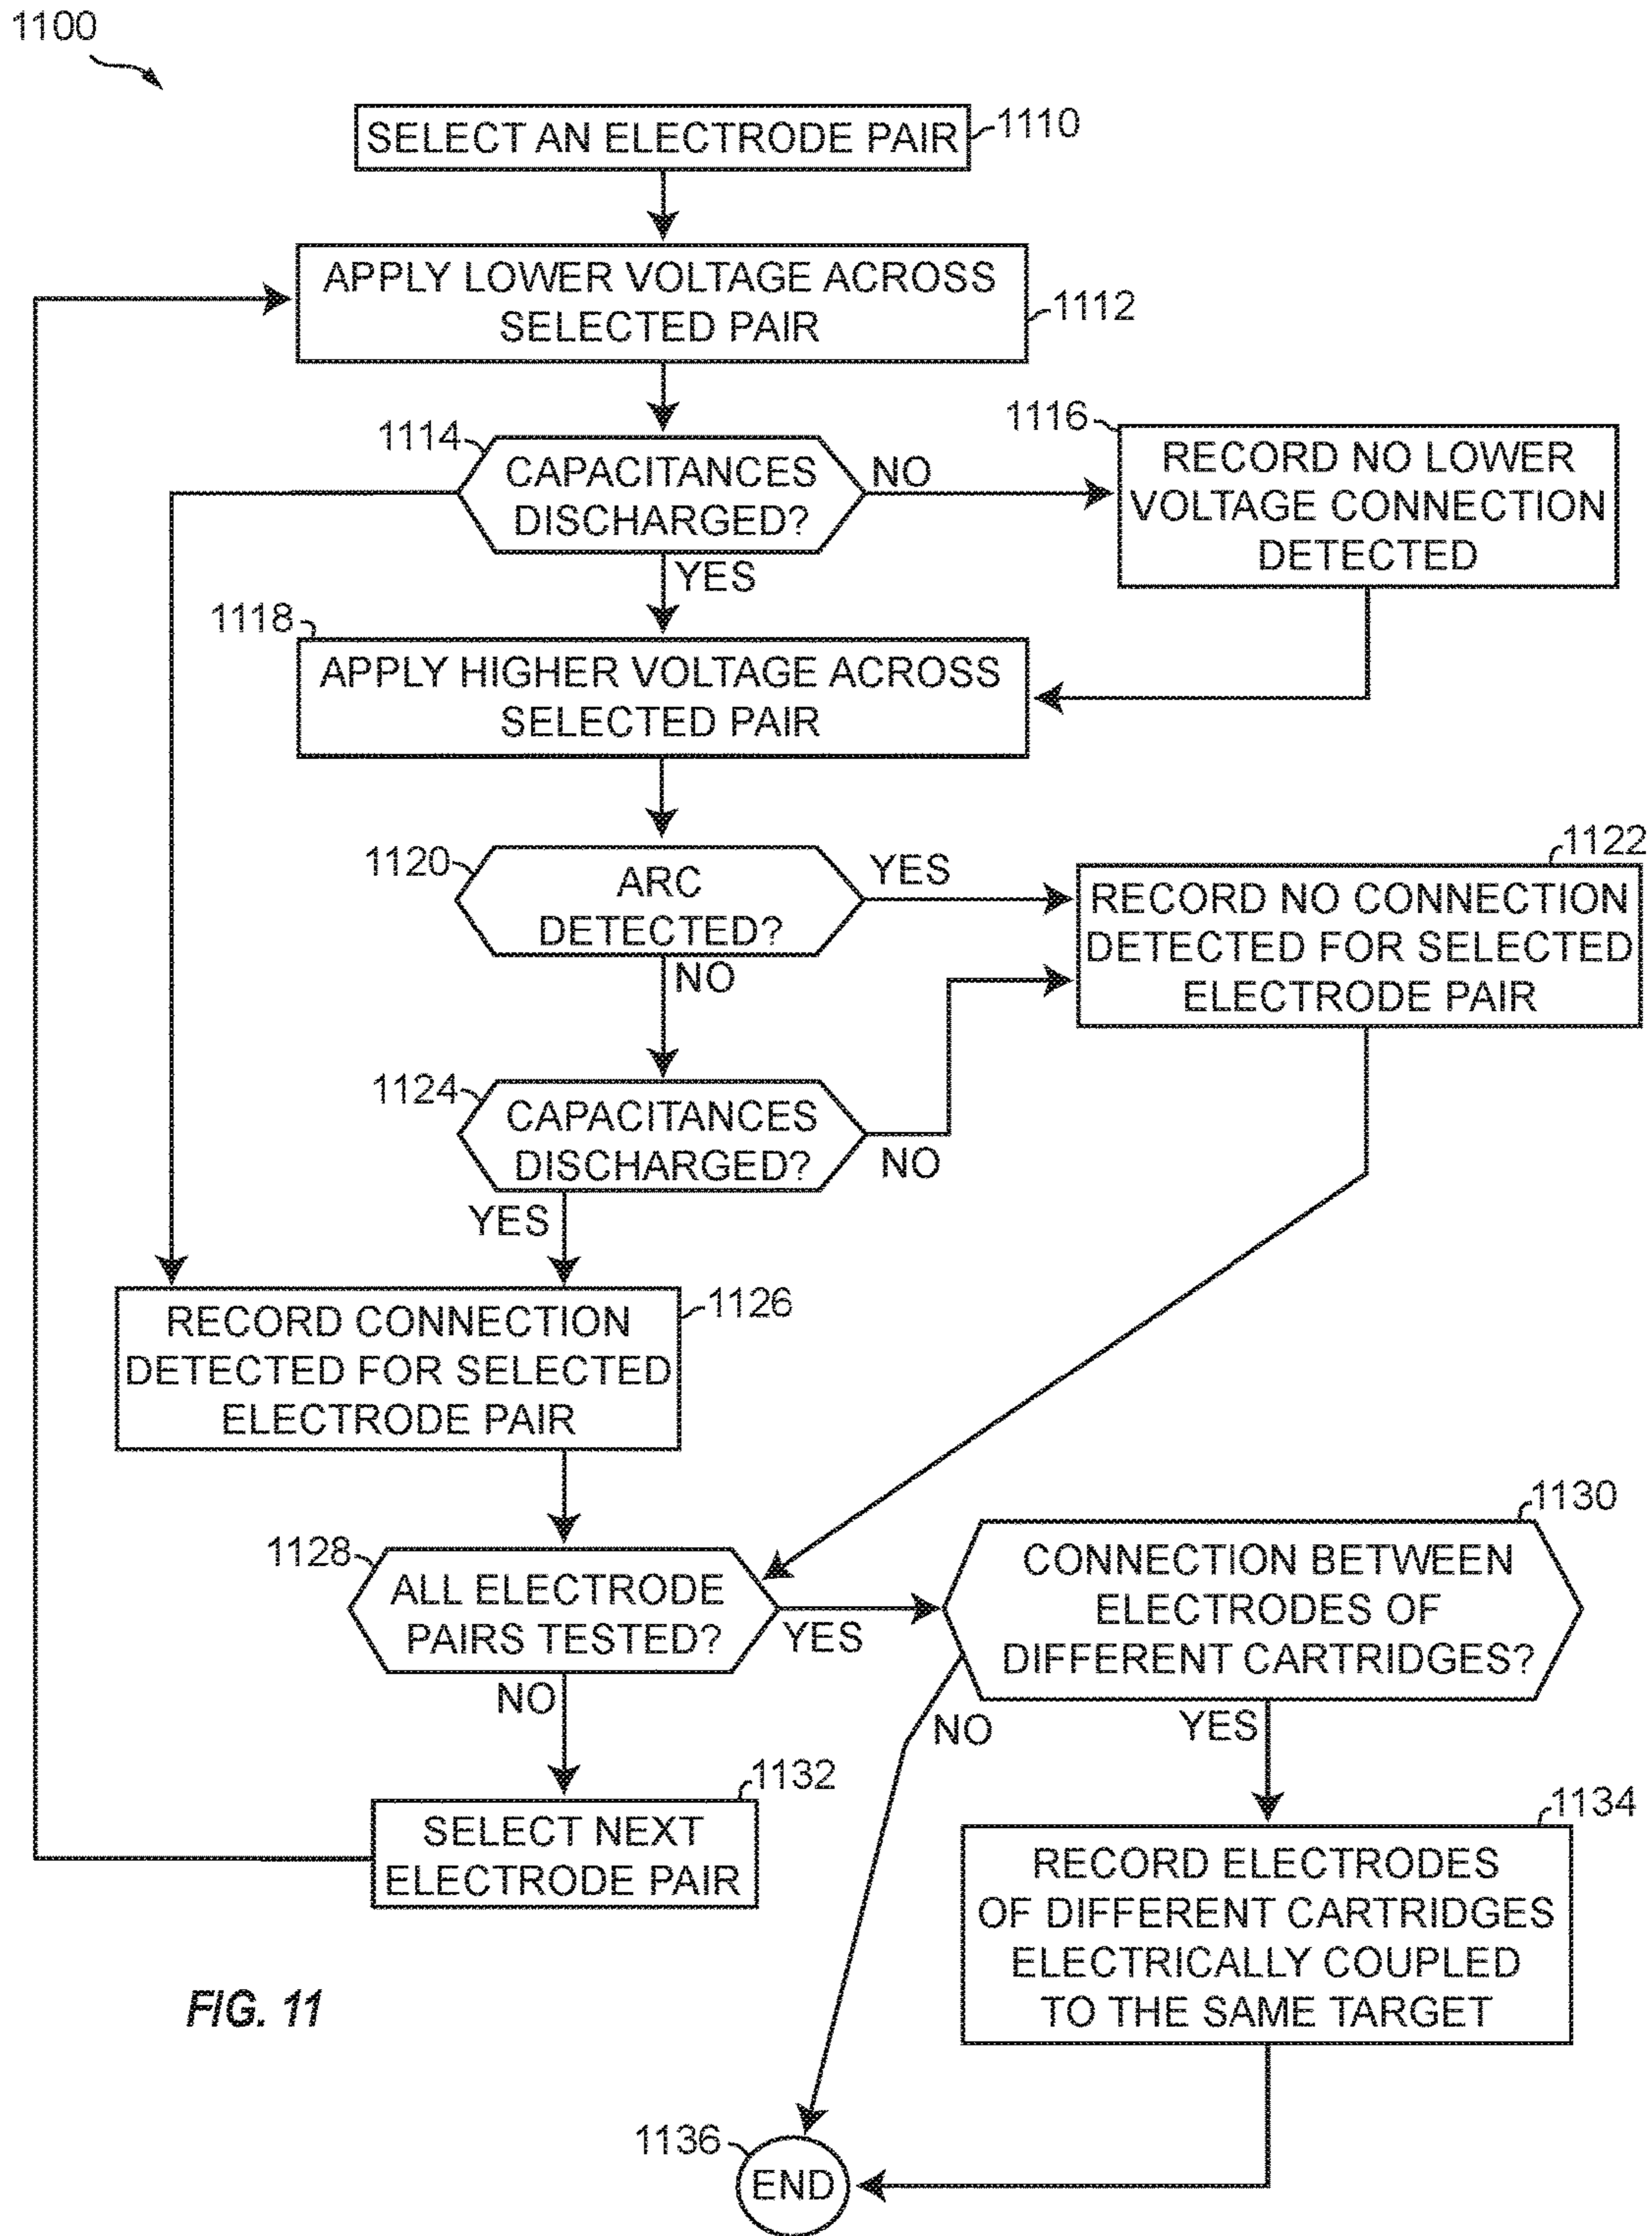 1100
SELECT AN ELECTRODE PAIR
1110
APPLY LOWER VOLTAGE ACROSS
SELECTED PAIR
1112
1114
CAPACITANCES
DISCHARGED?
NO
YES
1116
RECORD NO LOWER
VOLTAGE CONNECTION
DETECTED
1118
APPLY HIGHER VOLTAGE ACROSS
SELECTED PAIR
1120
ARC
DETECTED?
YES
NO
1122
RECORD NO CONNECTION
DETECTED FOR SELECTED
ELECTRODE PAIR
1124
CAPACITANCES
DISCHARGED?
NO
YES
RECORD CONNECTION
DETECTED FOR SELECTED
ELECTRODE PAIR
1126
1128
ALL ELECTRODE
PAIRS TESTED?
YES
NO
1130
CONNECTION BETWEEN
ELECTRODES OF
DIFFERENT CARTRIDGES?
NO
YES
1132
SELECT NEXT
ELECTRODE PAIR
1134
RECORD ELECTRODES
OF DIFFERENT CARTRIDGES
ELECTRICALLY COUPLED
TO THE SAME TARGET
FIG. 11
1136
END